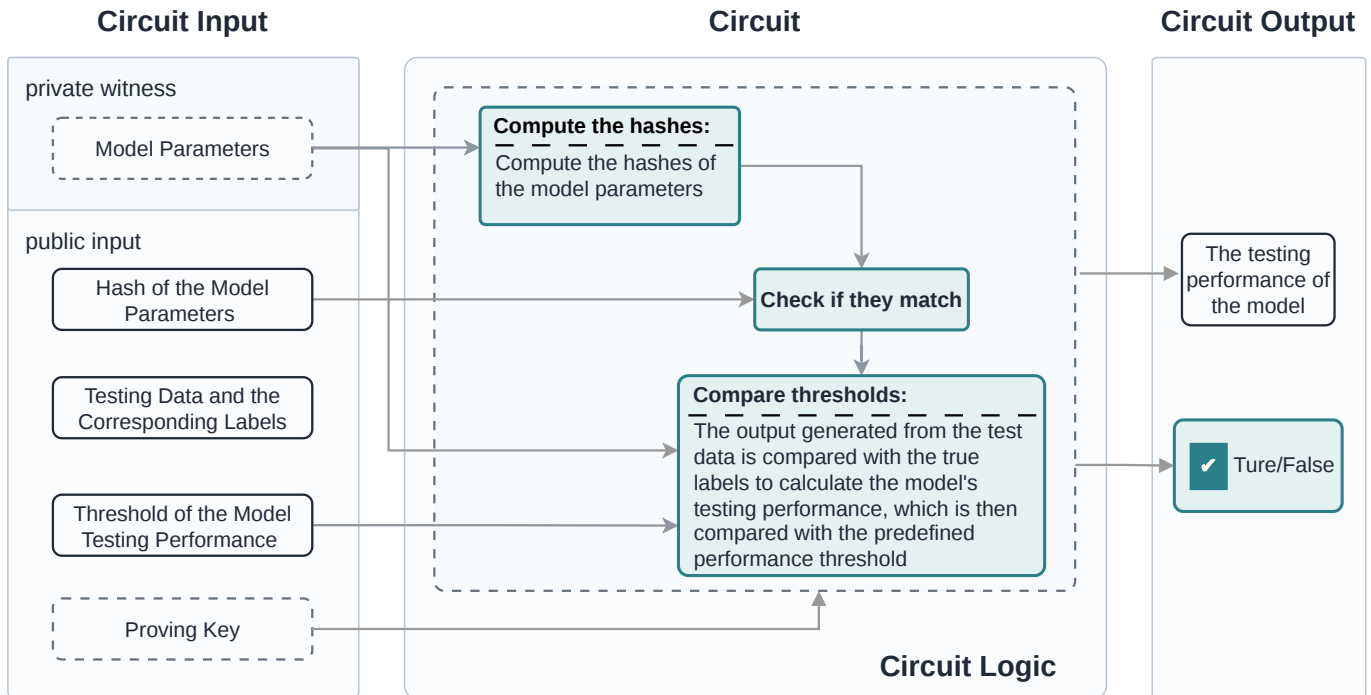 Circuit Input
Circuit
Circuit Output
private witness
Model Parameters
public input
Hash of the Model
Parameters
Testing Data and the
Corresponding Labels
Threshold of the Model
Testing Performance
Proving Key
Compute the hashes:
Compute the hashes of
the model parameters
Check if they match
Compare thresholds:
The output generated from the test
data is compared with the true
labels to calculate the model's
testing performance, which is then
compared with the predefined
performance threshold
Circuit Logic
The testing
performance of
the model
✔ Ture/False